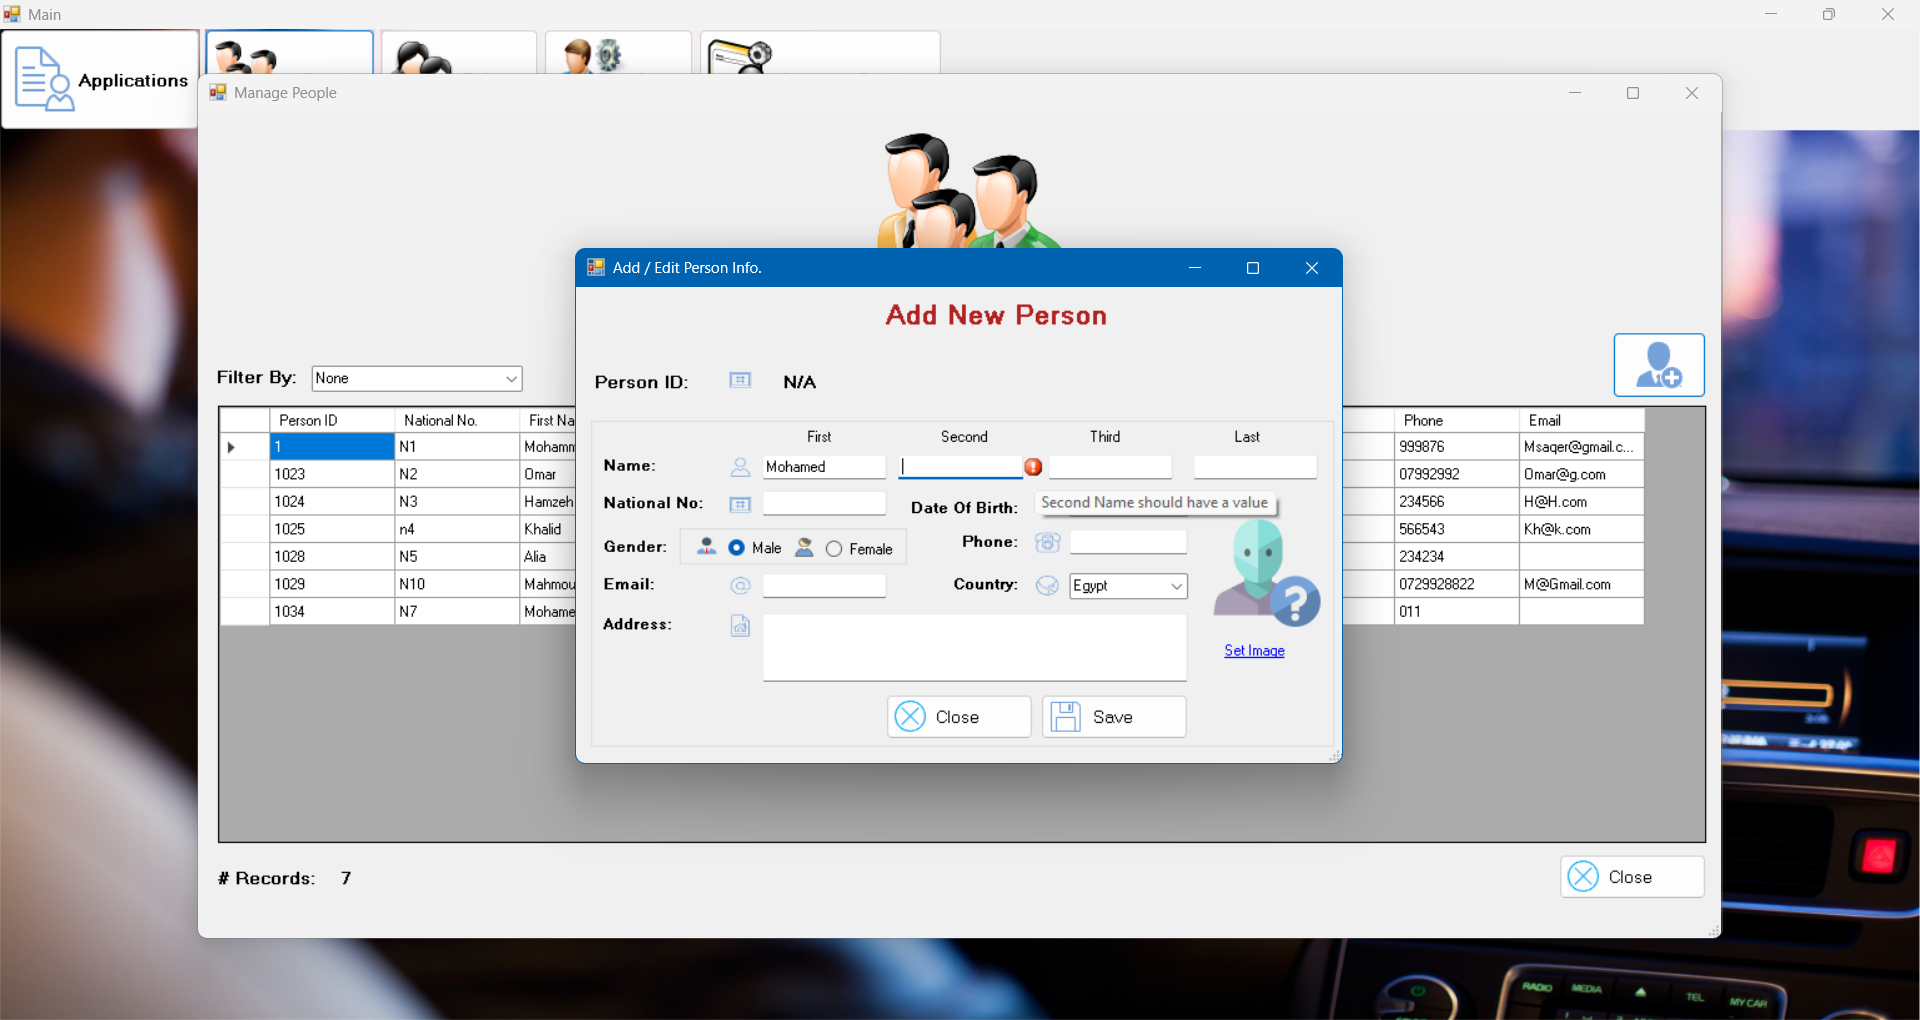 Main
Applications
Manage People
Add / Edit Person Info.
Add New Person
Filter By: None
Person ID: N/A
Person ID National No. First Na Phone Email
1 N1 Mohamm 999876 Msaqer@gmail.c...
1023 N2 Omar 07992992 Omar@g.com
1024 N3 Hamzeh 234566 H@H.com
1025 n4 Khalid 566543 Kh@k.com
1028 N5 Alia 234234
1029 N10 Mahmou 0729928822 M@Gmail.com
1034 N7 Mohame 011
First Second Third Last
Name: Mohamed
National No: Date Of Birth: Second Name should have a value
Gender: Male Female Phone:
Email: Country: Egypt
Address:
Set Image
Close Save
# Records: 7
Close
RADIO MEDIA TEL MY CAR